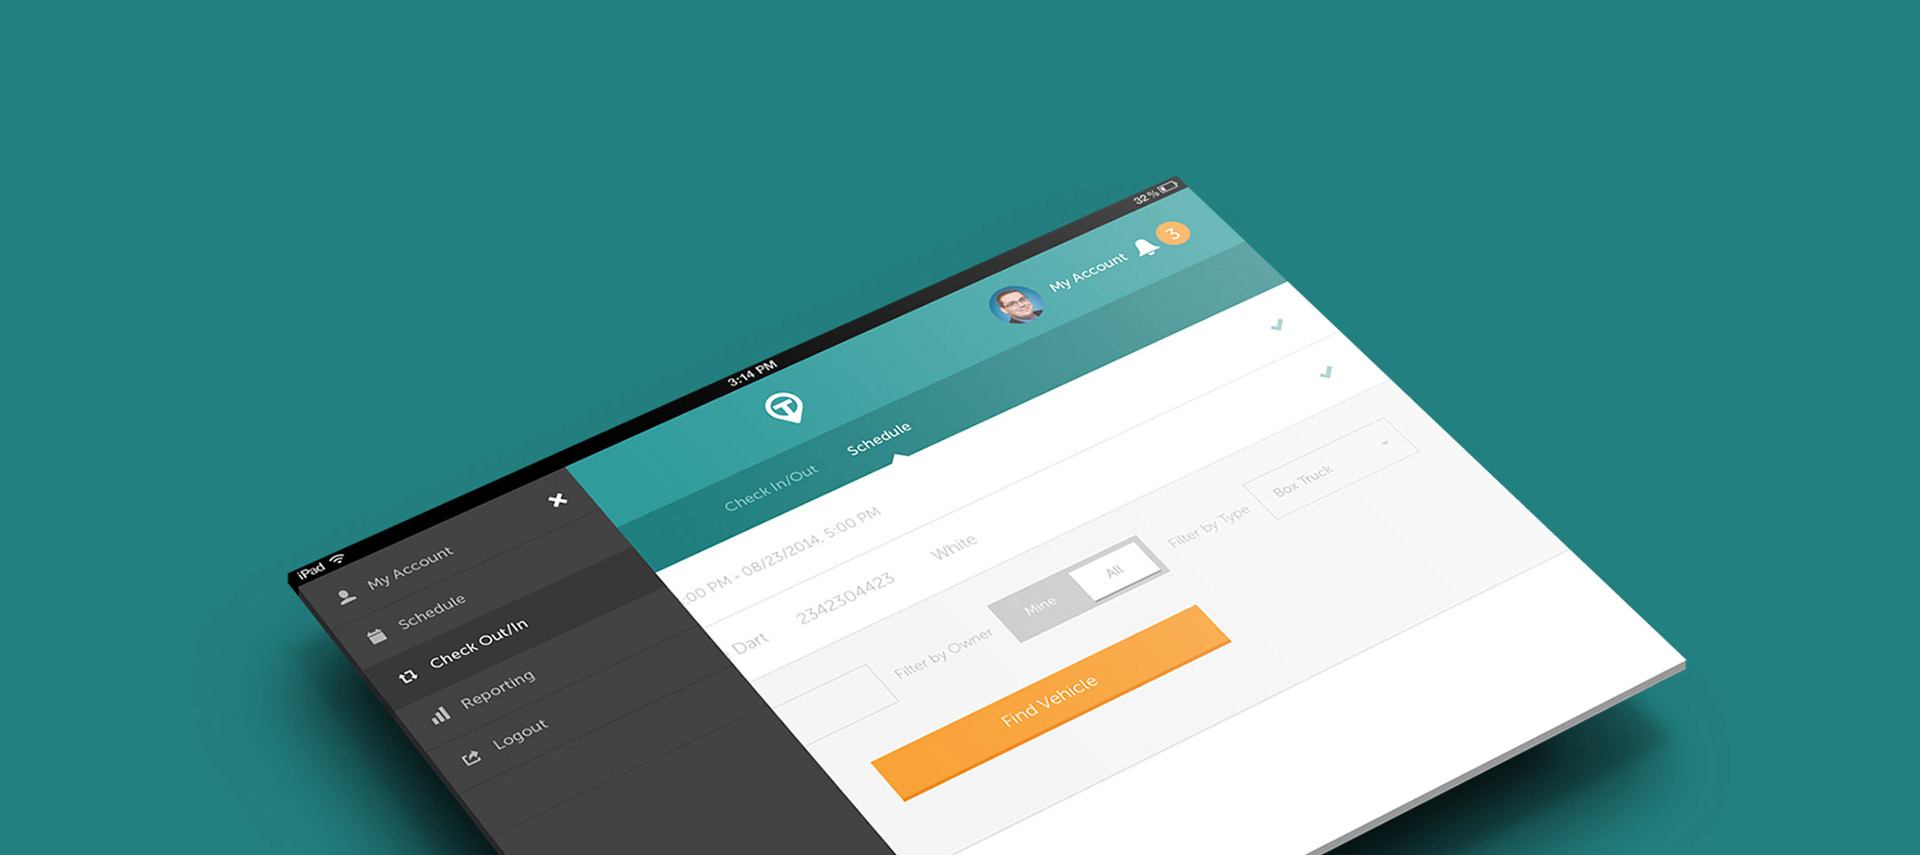 iPad
3:14 PM
32 %
My Account
3
T
Check In/Out
Schedule
My Account
Schedule
Check Out/In
Reporting
Logout
:00 PM - 08/23/2014, 5:00 PM
Dart 2342304423 White
Filter by Owner
Mine
All
Filter by Type
Box Truck
Find Vehicle